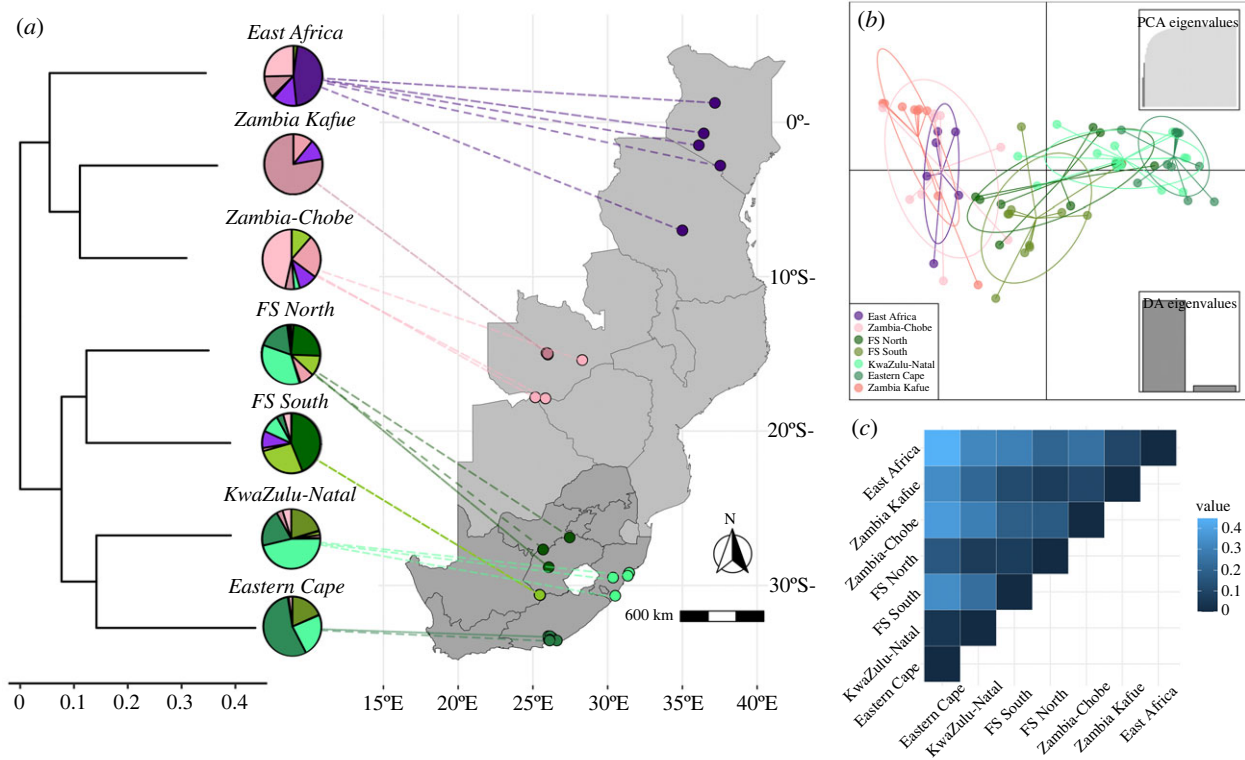 (a)
East Africa
Zambia Kafue
Zambia-Chobe
FS North
FS South
KwaZulu-Natal
Eastern Cape
0
0.1
0.2
0.3
0.4
0º-
10ºS-
20ºS-
30ºS-
N
600 km
15ºE
25ºE
30ºE
35ºE
40ºE
(b)
PCA eigenvalues
DA eigenvalues
East Africa
Zambia-Chobe
FS North
FS South
KwaZulu-Natal
Eastern Cape
Zambia Kafue
(c)
East Africa
Zambia Kafue
Zambia-Chobe
FS North
FS South
KwaZulu-Natal
Eastern Cape
Eastern Cape
KwaZulu-Natal
FS South
FS North
Zambia-Chobe
Zambia Kafue
East Africa
value
0.4
0.3
0.2
0.1
0